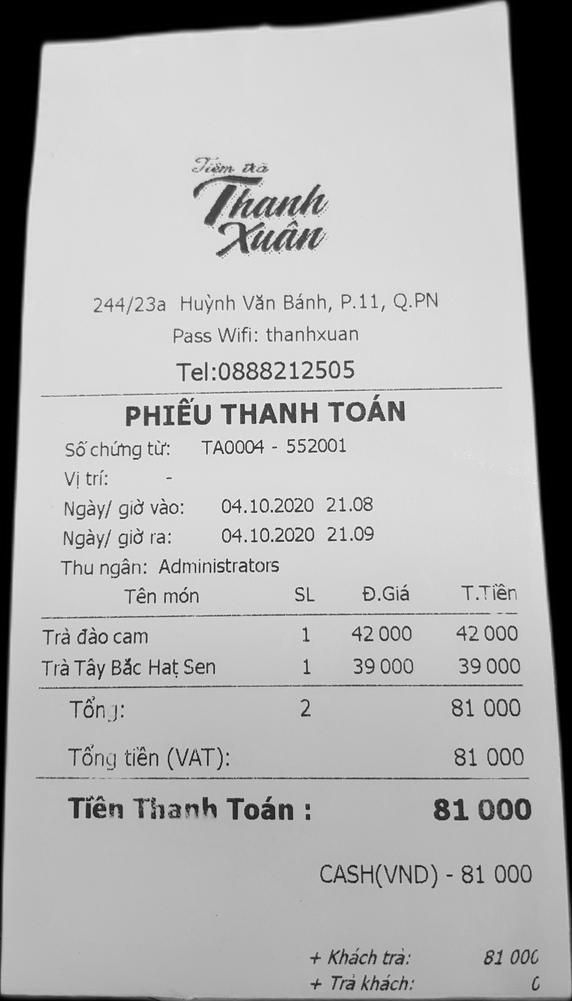 Tiệm trà
Thanh
Xuân
244/23a Huỳnh Văn Bánh, P.11, Q.PN
Pass Wifi: thanhxuan
Tel:0888212505
PHIẾU THANH TOÁN
Số chứng từ: TA0004 - 552001
Vị trí: -
Ngày/ giờ vào: 04.10.2020 21.08
Ngày/ giờ ra: 04.10.2020 21.09
Thu ngân: Administrators
Tên món SL Đ.Giá T.Tiền
Trà đào cam 1 42 000 42 000
Trà Tây Bắc Hạt Sen 1 39 000 39 000
Tổng: 2 81 000
Tổng tiền (VAT): 81 000
Tiền Thanh Toán : 81 000
CASH(VND) - 81 000
+ Khách trả: 81 000
+ Trả khách: 0